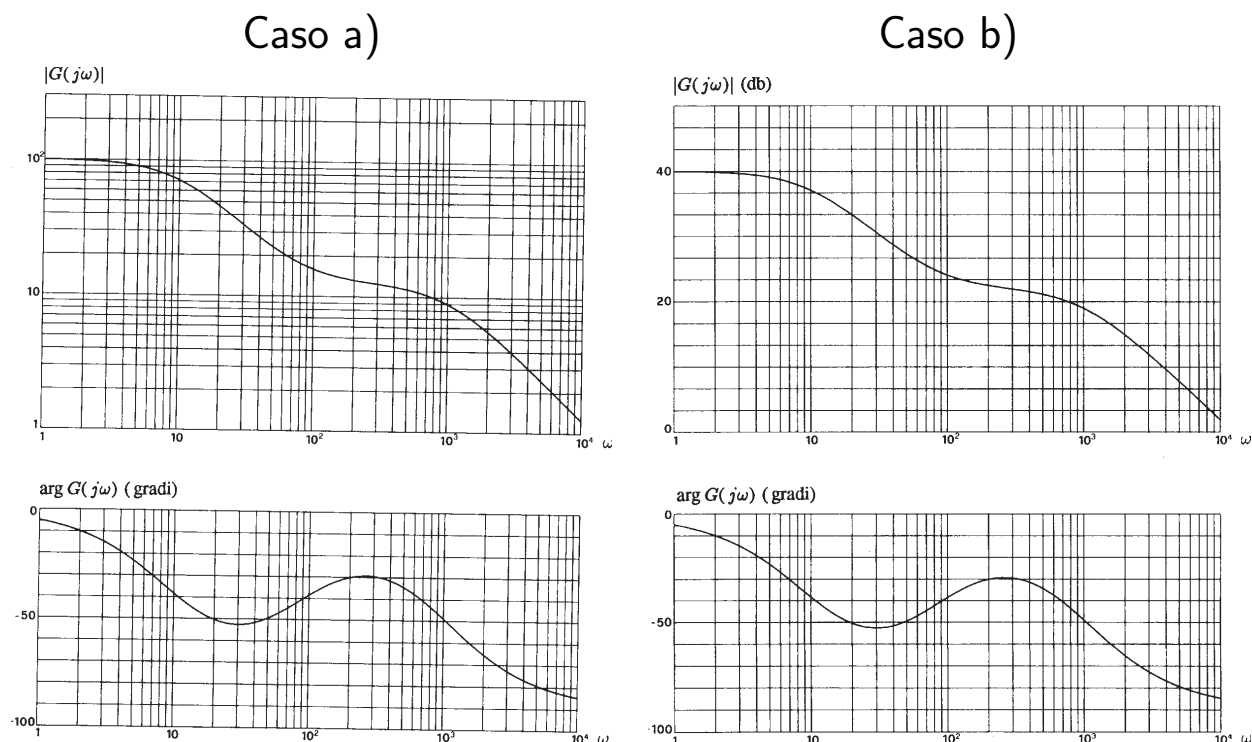 Caso a)
|G(jω)|
10²
10
1
1 10 10² 10³ 10⁴ ω
arg G(jω) (gradi)
0
-50
-100
1 10 10² 10³ 10⁴ ω
Caso b)
|G(jω)| (db)
40
20
0
1 10 10² 10³ 10⁴ ω
arg G(jω) (gradi)
0
-50
-100
1 10 10² 10³ 10⁴ ω